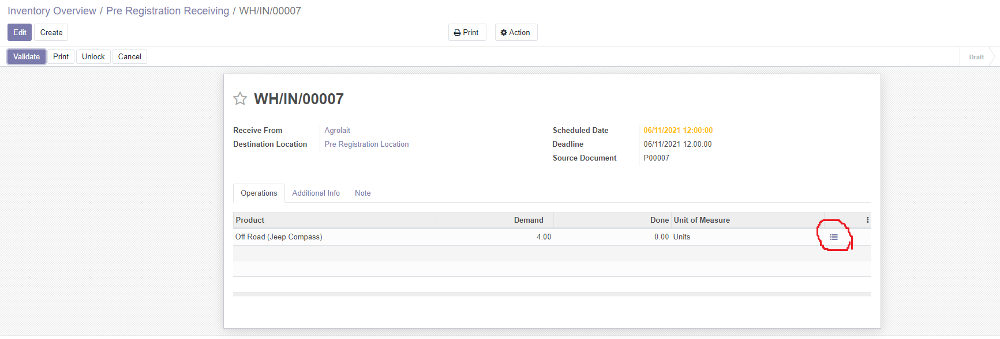 Inventory Overview / Pre Registration Receiving / WH/IN/00007
Edit Create Print Action
Validate Print Unlock Cancel Draft
WH/IN/00007
Receive From Agrolait Scheduled Date 06/11/2021 12:00:00
Destination Location Pre Registration Location Deadline 06/11/2021 12:00:00
Source Document P00007
Operations Additional Info Note
Product Demand Done Unit of Measure
Off Road (Jeep Compass) 4.00 0.00 Units